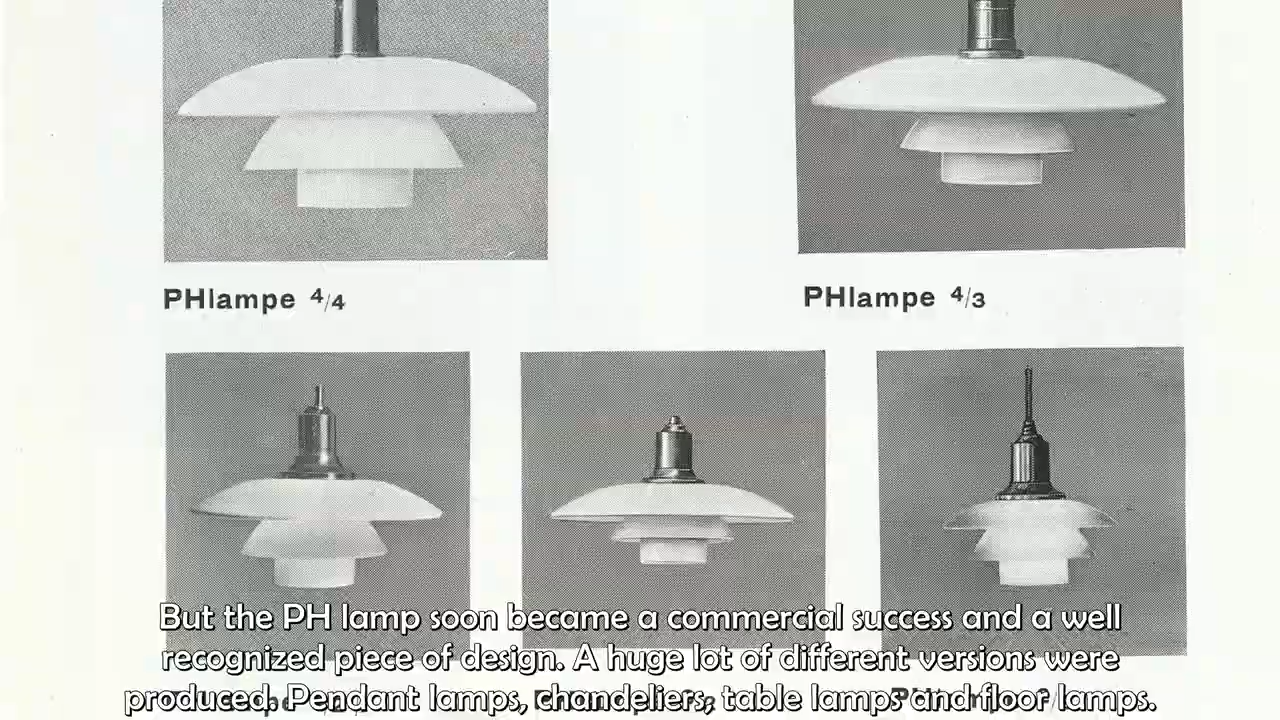 PHlampe 4/4
PHlampe 4/3
But the PH lamp soon became a commercial success and a well
recognized piece of design. A huge lot of different versions were
produced. Pendant lamps, chandeliers, table lamps and floor lamps.